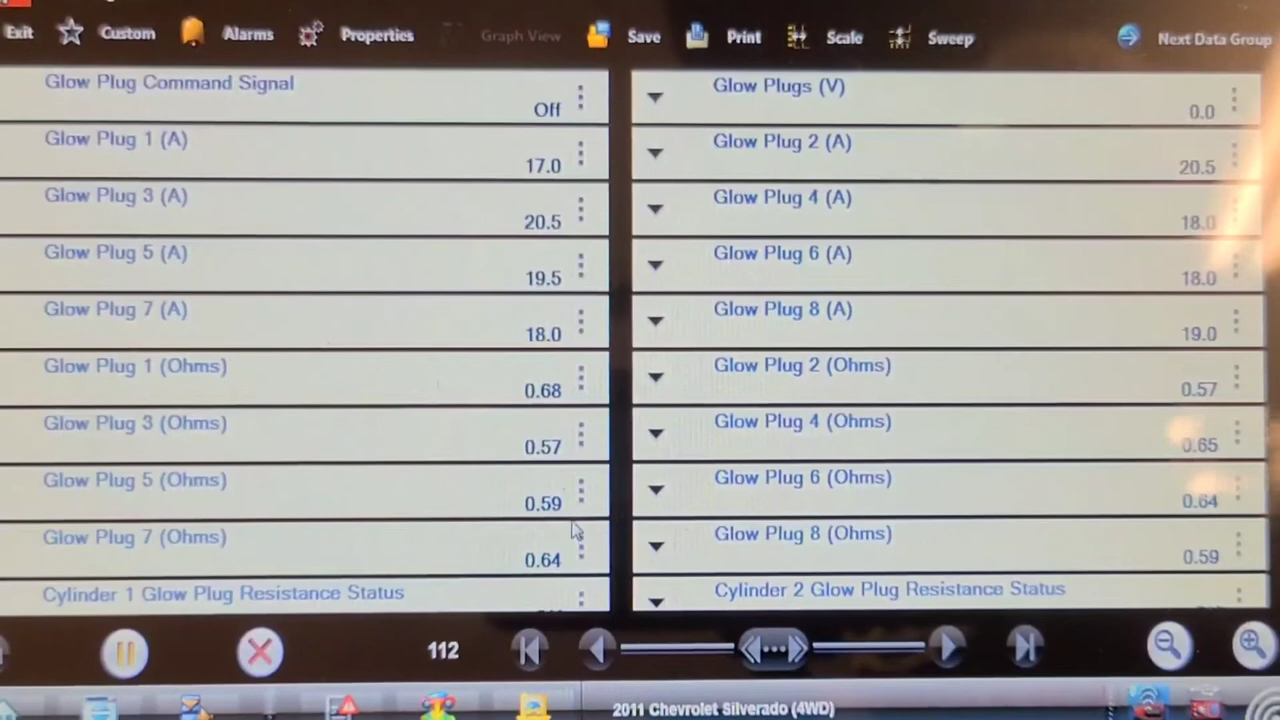 Exit Custom Alarms Properties Graph View Save Print Scale Sweep Next Data Group
Glow Plug Command Signal Off
Glow Plugs (V) 0.0
Glow Plug 1 (A) 17.0
Glow Plug 2 (A) 20.5
Glow Plug 3 (A) 20.5
Glow Plug 4 (A) 18.0
Glow Plug 5 (A) 19.5
Glow Plug 6 (A) 18.0
Glow Plug 7 (A) 18.0
Glow Plug 8 (A) 19.0
Glow Plug 1 (Ohms) 0.68
Glow Plug 2 (Ohms) 0.57
Glow Plug 3 (Ohms) 0.57
Glow Plug 4 (Ohms) 0.65
Glow Plug 5 (Ohms) 0.59
Glow Plug 6 (Ohms) 0.64
Glow Plug 7 (Ohms) 0.64
Glow Plug 8 (Ohms) 0.59
Cylinder 1 Glow Plug Resistance Status
Cylinder 2 Glow Plug Resistance Status
112
2011 Chevrolet Silverado (4WD)